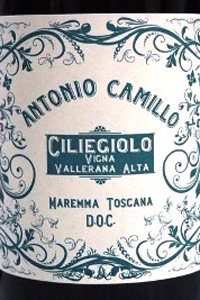 ANTONIO CAMILLO
CILIEGIOLO
VIGNA
VALLERANA ALTA
MAREMMA TOSCANA
D.O.C.